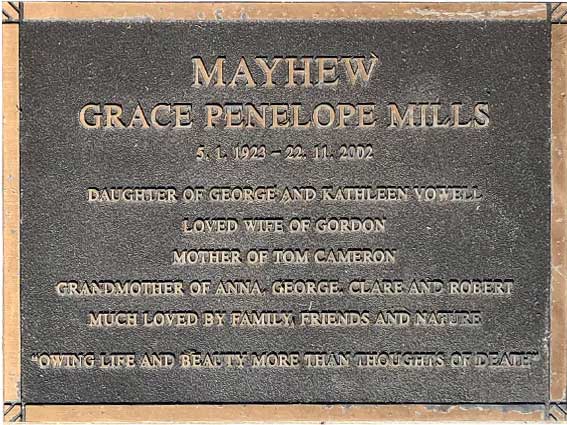 MAYHEW
GRACE PENELOPE MILLS
5. 1. 1923 – 22. 11. 2002
DAUGHTER OF GEORGE AND KATHLEEN VOWELL
LOVED WIFE OF GORDON
MOTHER OF TOM CAMERON
GRANDMOTHER OF ANNA, GEORGE, CLARE AND ROBERT
MUCH LOVED BY FAMILY, FRIENDS AND NATURE
“OWING LIFE AND BEAUTY MORE THAN THOUGHTS OF DEATH”